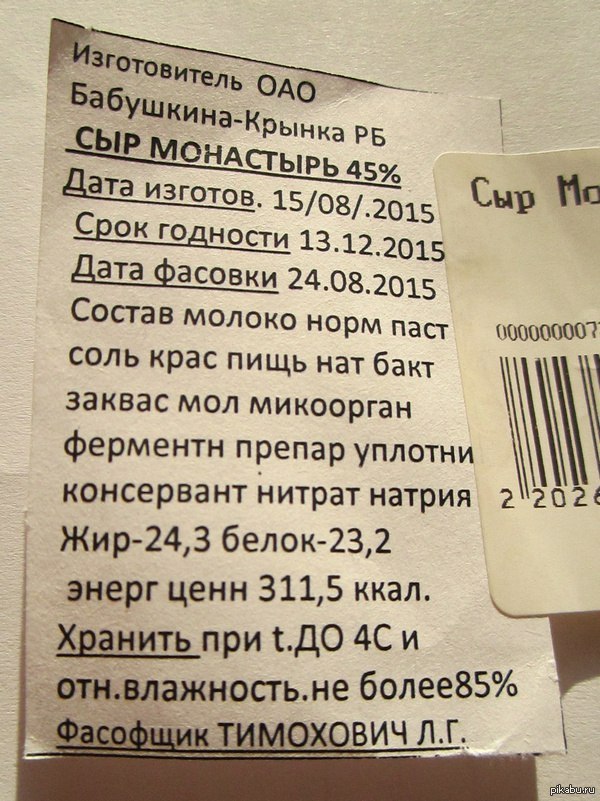 Изготовитель ОАО
Бабушкина-Крынка РБ
СЫР МОНАСТЫРЬ 45%
Дата изготов. 15/08/.2015
Срок годности 13.12.2015
Дата фасовки 24.08.2015
Состав молоко норм паст
соль крас пищь нат бакт
заквас мол микоорган
ферментн препар уплотни
консервант нитрат натрия
Жир-24,3 белок-23,2
энерг ценн 311,5 ккал.
Хранить при t.ДО 4С и
отн.влажность.не более85%
Фасофщик ТИМОХОВИЧ Л.Г.
Сыр Мо
000000007
2 2026
pikabu.ru